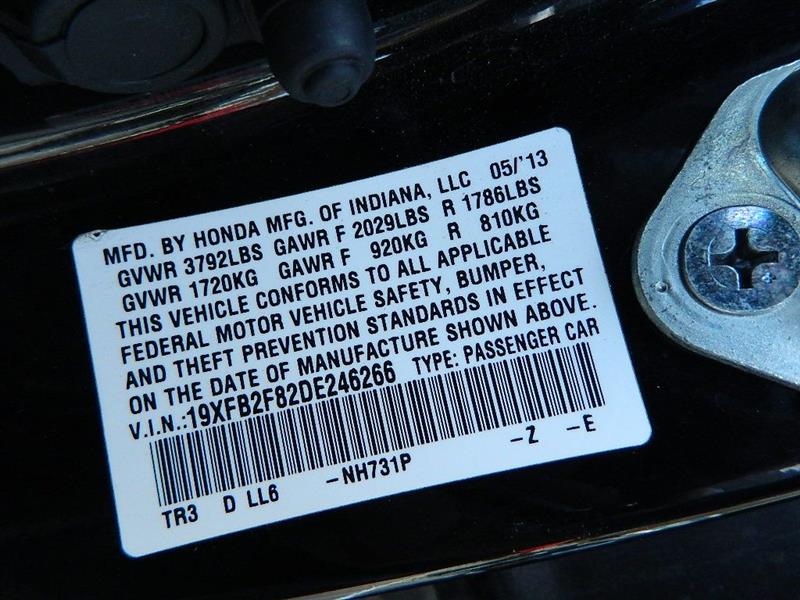 MFD. BY HONDA MFG. OF INDIANA, LLC 05/'13
GVWR 3792LBS GAWR F 2029LBS R 1786LBS
GVWR 1720KG GAWR F 920KG R 810KG
THIS VEHICLE CONFORMS TO ALL APPLICABLE
FEDERAL MOTOR VEHICLE SAFETY, BUMPER,
AND THEFT PREVENTION STANDARDS IN EFFECT
ON THE DATE OF MANUFACTURE SHOWN ABOVE.
V.I.N.:19XFB2F82DE246266 TYPE: PASSENGER CAR
TR3 D LL6 -NH731P -Z -E